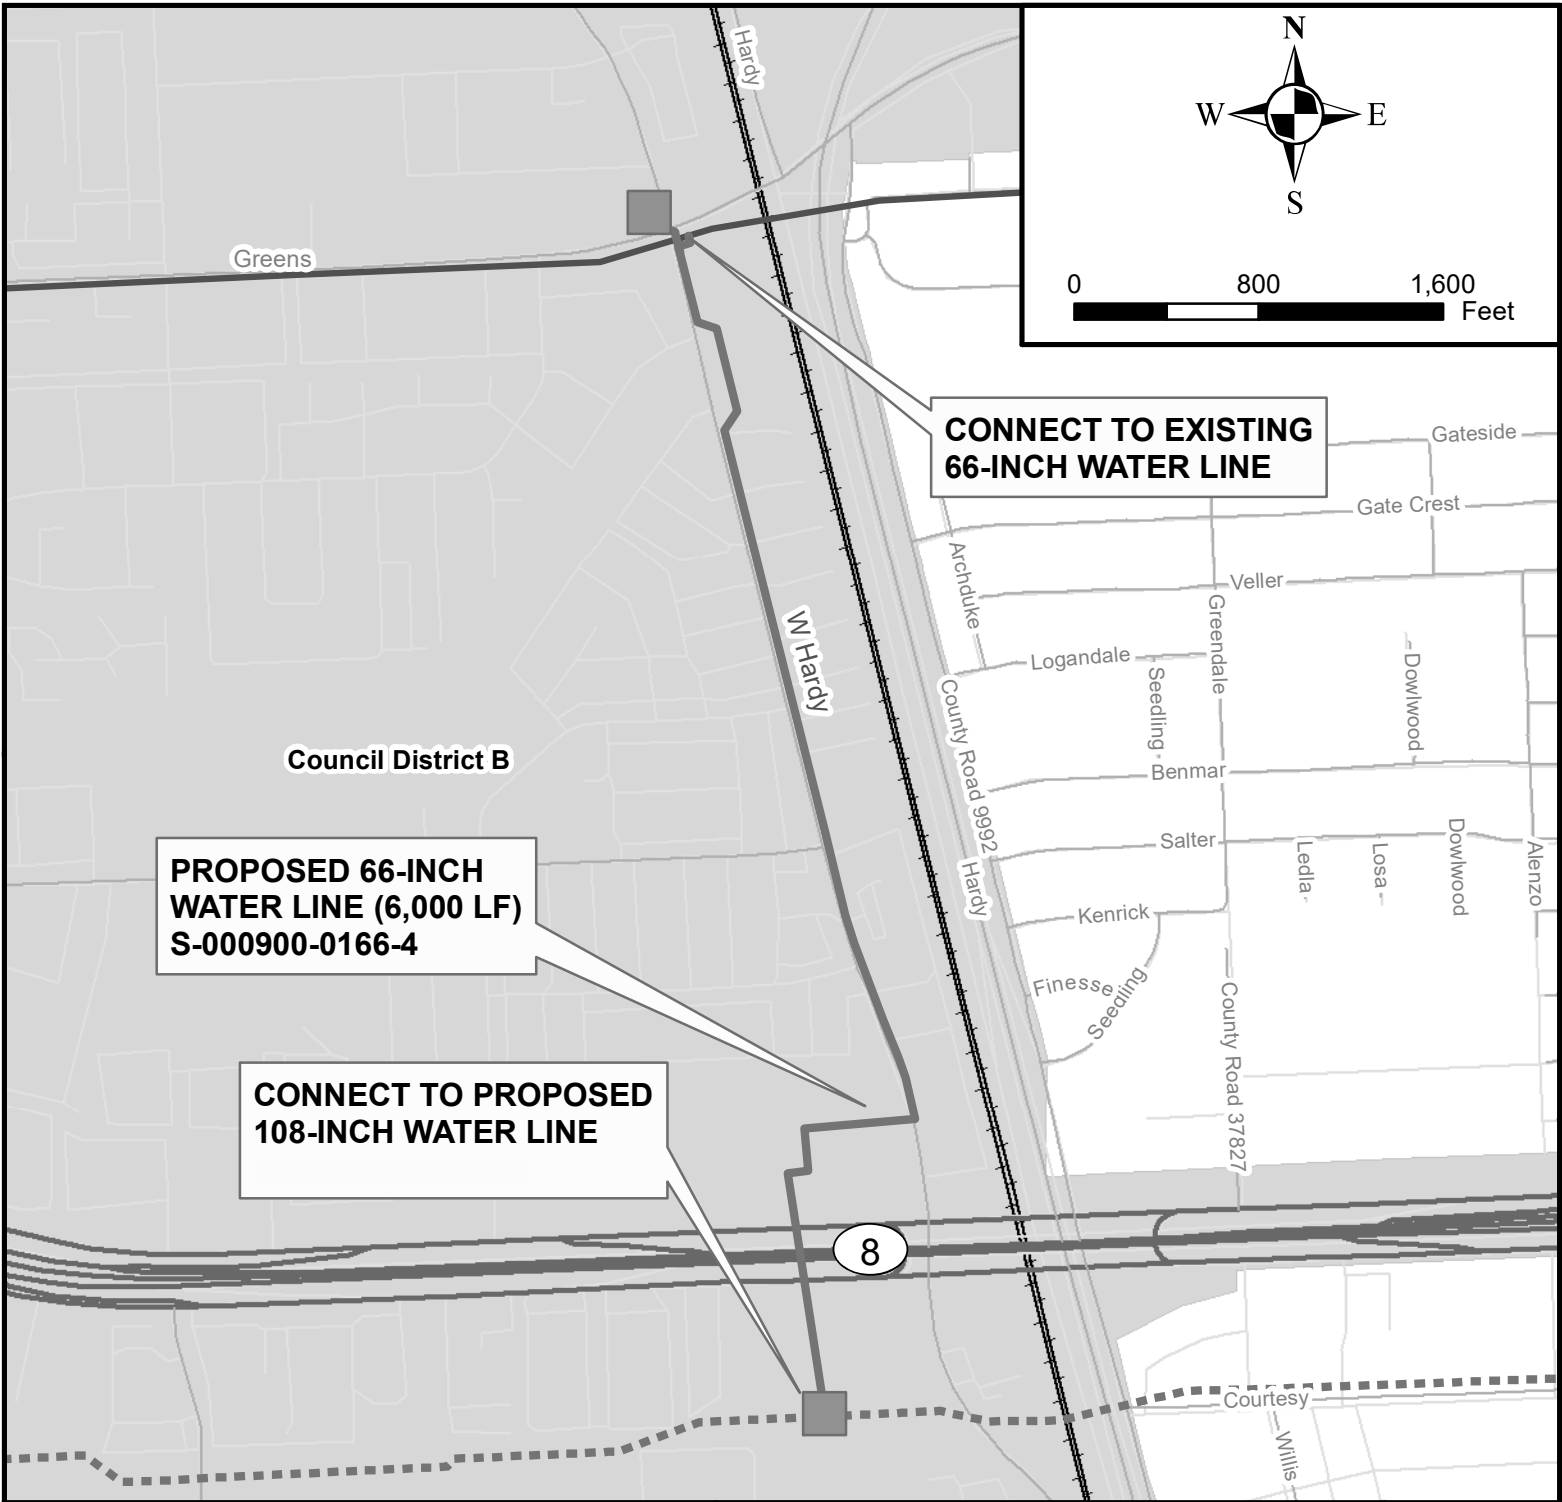 Hardy
N
W
E
S
0
800
1,600
Feet
Greens
CONNECT TO EXISTING
66-INCH WATER LINE
Gateside
Gate Crest
Archduke
Veller
Greendale
W Hardy
Logandale
Seedling
Dowlwood
County Road 9992
Council District B
Benmar
Salter
Dowlwood
Ledla
Losa
Alenzo
PROPOSED 66-INCH
WATER LINE (6,000 LF)
S-000900-0166-4
Hardy
Kenrick
Finesse
Seedling
County Road 37827
CONNECT TO PROPOSED
108-INCH WATER LINE
8
Courtesy
Willis